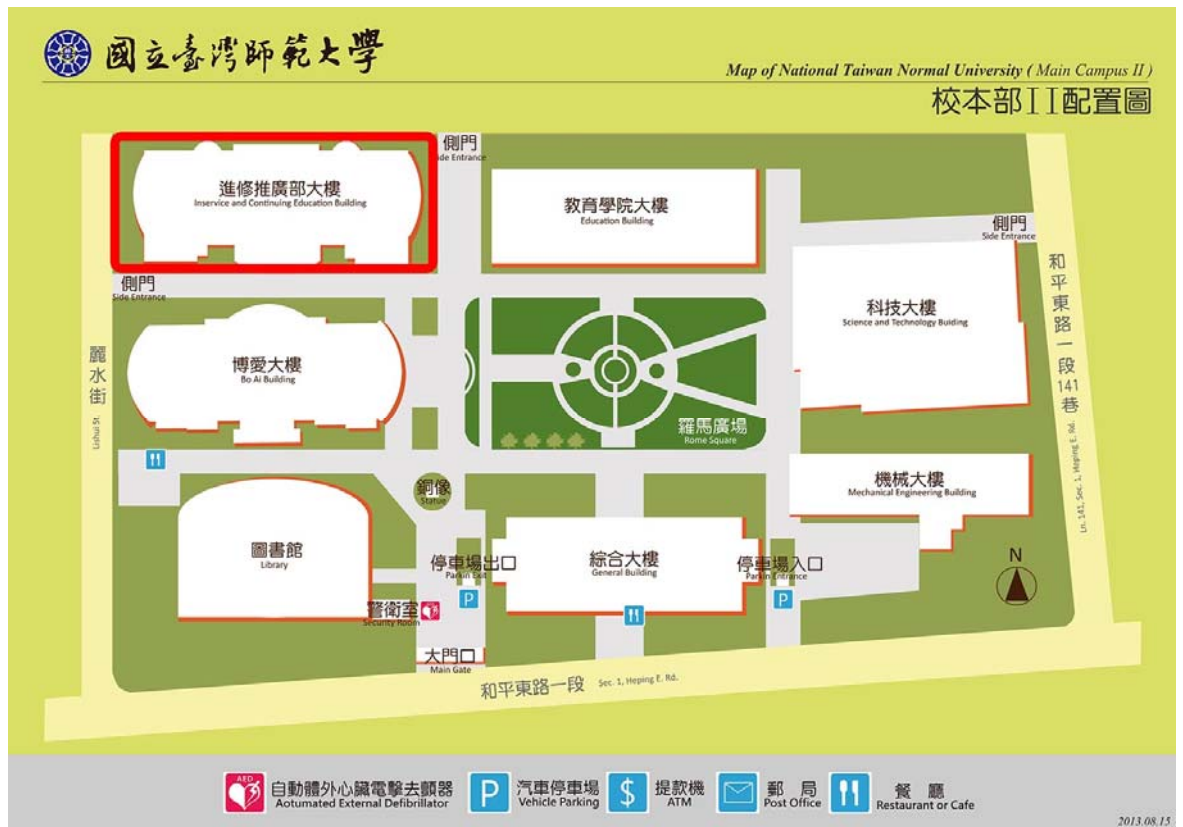 國立臺灣師範大學
Map of National Taiwan Normal University ( Main Campus II )
校本部II配置圖
側門
Side Entrance
進修推廣部大樓
Inservice and Continuing Education Building
教育學院大樓
Education Building
側門
Side Entrance
側門
Side Entrance
科技大樓
Science and Technology Buiding
和平東路一段141巷
Ln. 141, Sec. 1, Heping E. Rd.
麗水街
Lishui St.
博愛大樓
Bo Ai Building
羅馬廣場
Rome Square
銅像
Statue
機械大樓
Mechanical Engineering Building
圖書館
Library
停車場出口
Parkin Exit
P
綜合大樓
General Building
停車場入口
Parkin Entrance
P
N
警衛室
Security Room
大門口
Main Gate
和平東路一段 Sec. 1, Heping E. Rd.
AED
自動體外心臟電擊去顫器
Aotumated External Defibrillator
P
汽車停車場
Vehicle Parking
$
提款機
ATM
郵局
Post Office
餐廳
Restaurant or Cafe
2013.08.15